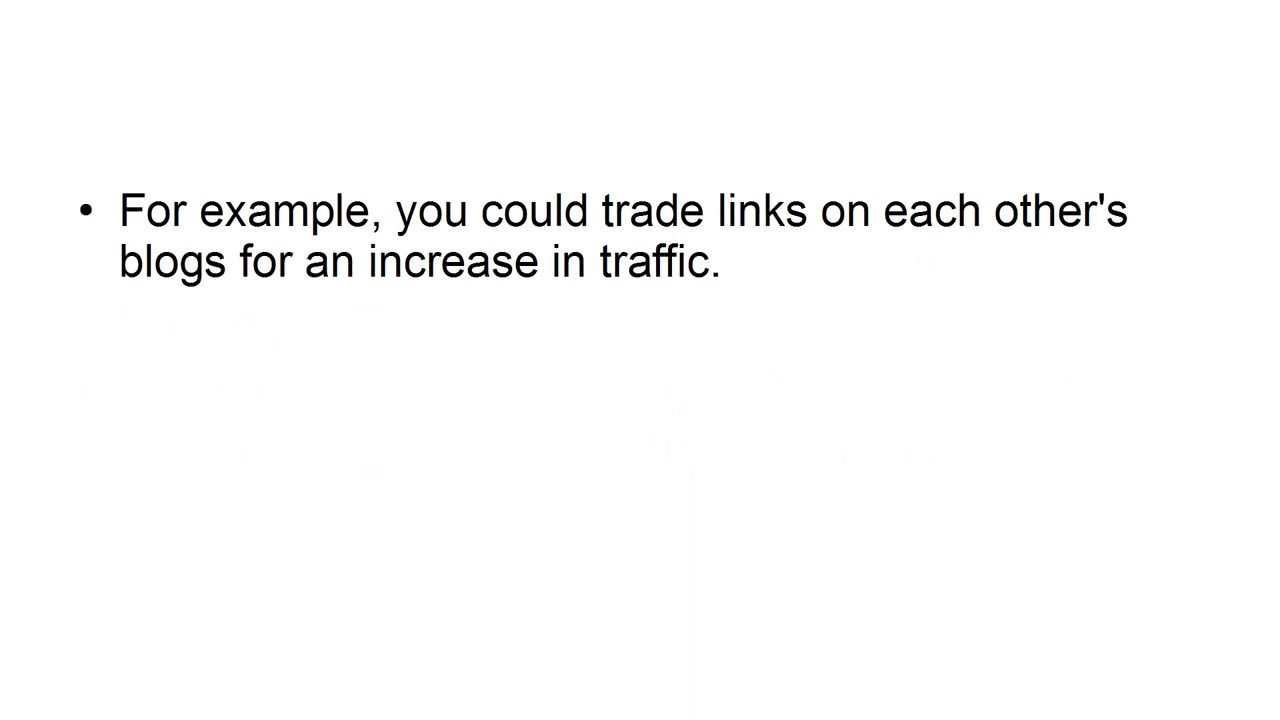 • For example, you could trade links on each other's
blogs for an increase in traffic.